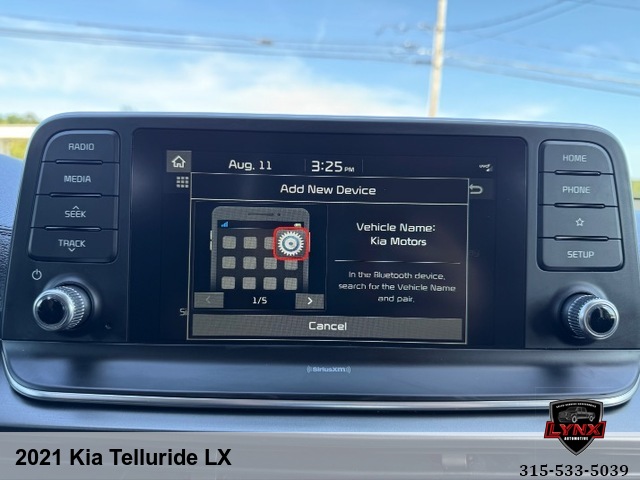 RADIO
MEDIA
SEEK
TRACK
Aug. 11 3:25 PM
Add New Device
Vehicle Name:
Kia Motors
In the Bluetooth device,
search for the Vehicle Name
and pair.
1/5
Cancel
HOME
PHONE
SETUP
((SiriusXM))
LYNX
AUTOMOTIVE
2021 Kia Telluride LX
315-533-5039